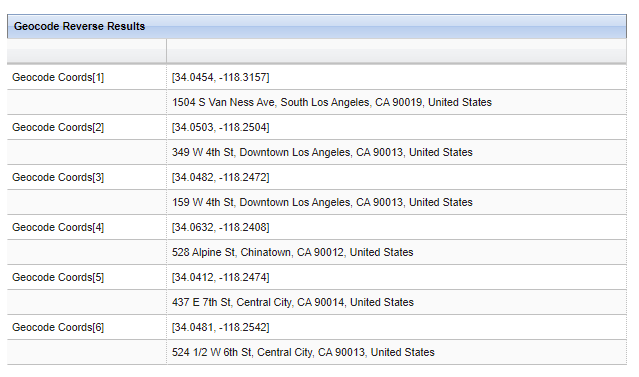 Geocode Reverse Results
Geocode Coords[1] [34.0454, -118.3157]
1504 S Van Ness Ave, South Los Angeles, CA 90019, United States
Geocode Coords[2] [34.0503, -118.2504]
349 W 4th St, Downtown Los Angeles, CA 90013, United States
Geocode Coords[3] [34.0482, -118.2472]
159 W 4th St, Downtown Los Angeles, CA 90013, United States
Geocode Coords[4] [34.0632, -118.2408]
528 Alpine St, Chinatown, CA 90012, United States
Geocode Coords[5] [34.0412, -118.2474]
437 E 7th St, Central City, CA 90014, United States
Geocode Coords[6] [34.0481, -118.2542]
524 1/2 W 6th St, Central City, CA 90013, United States